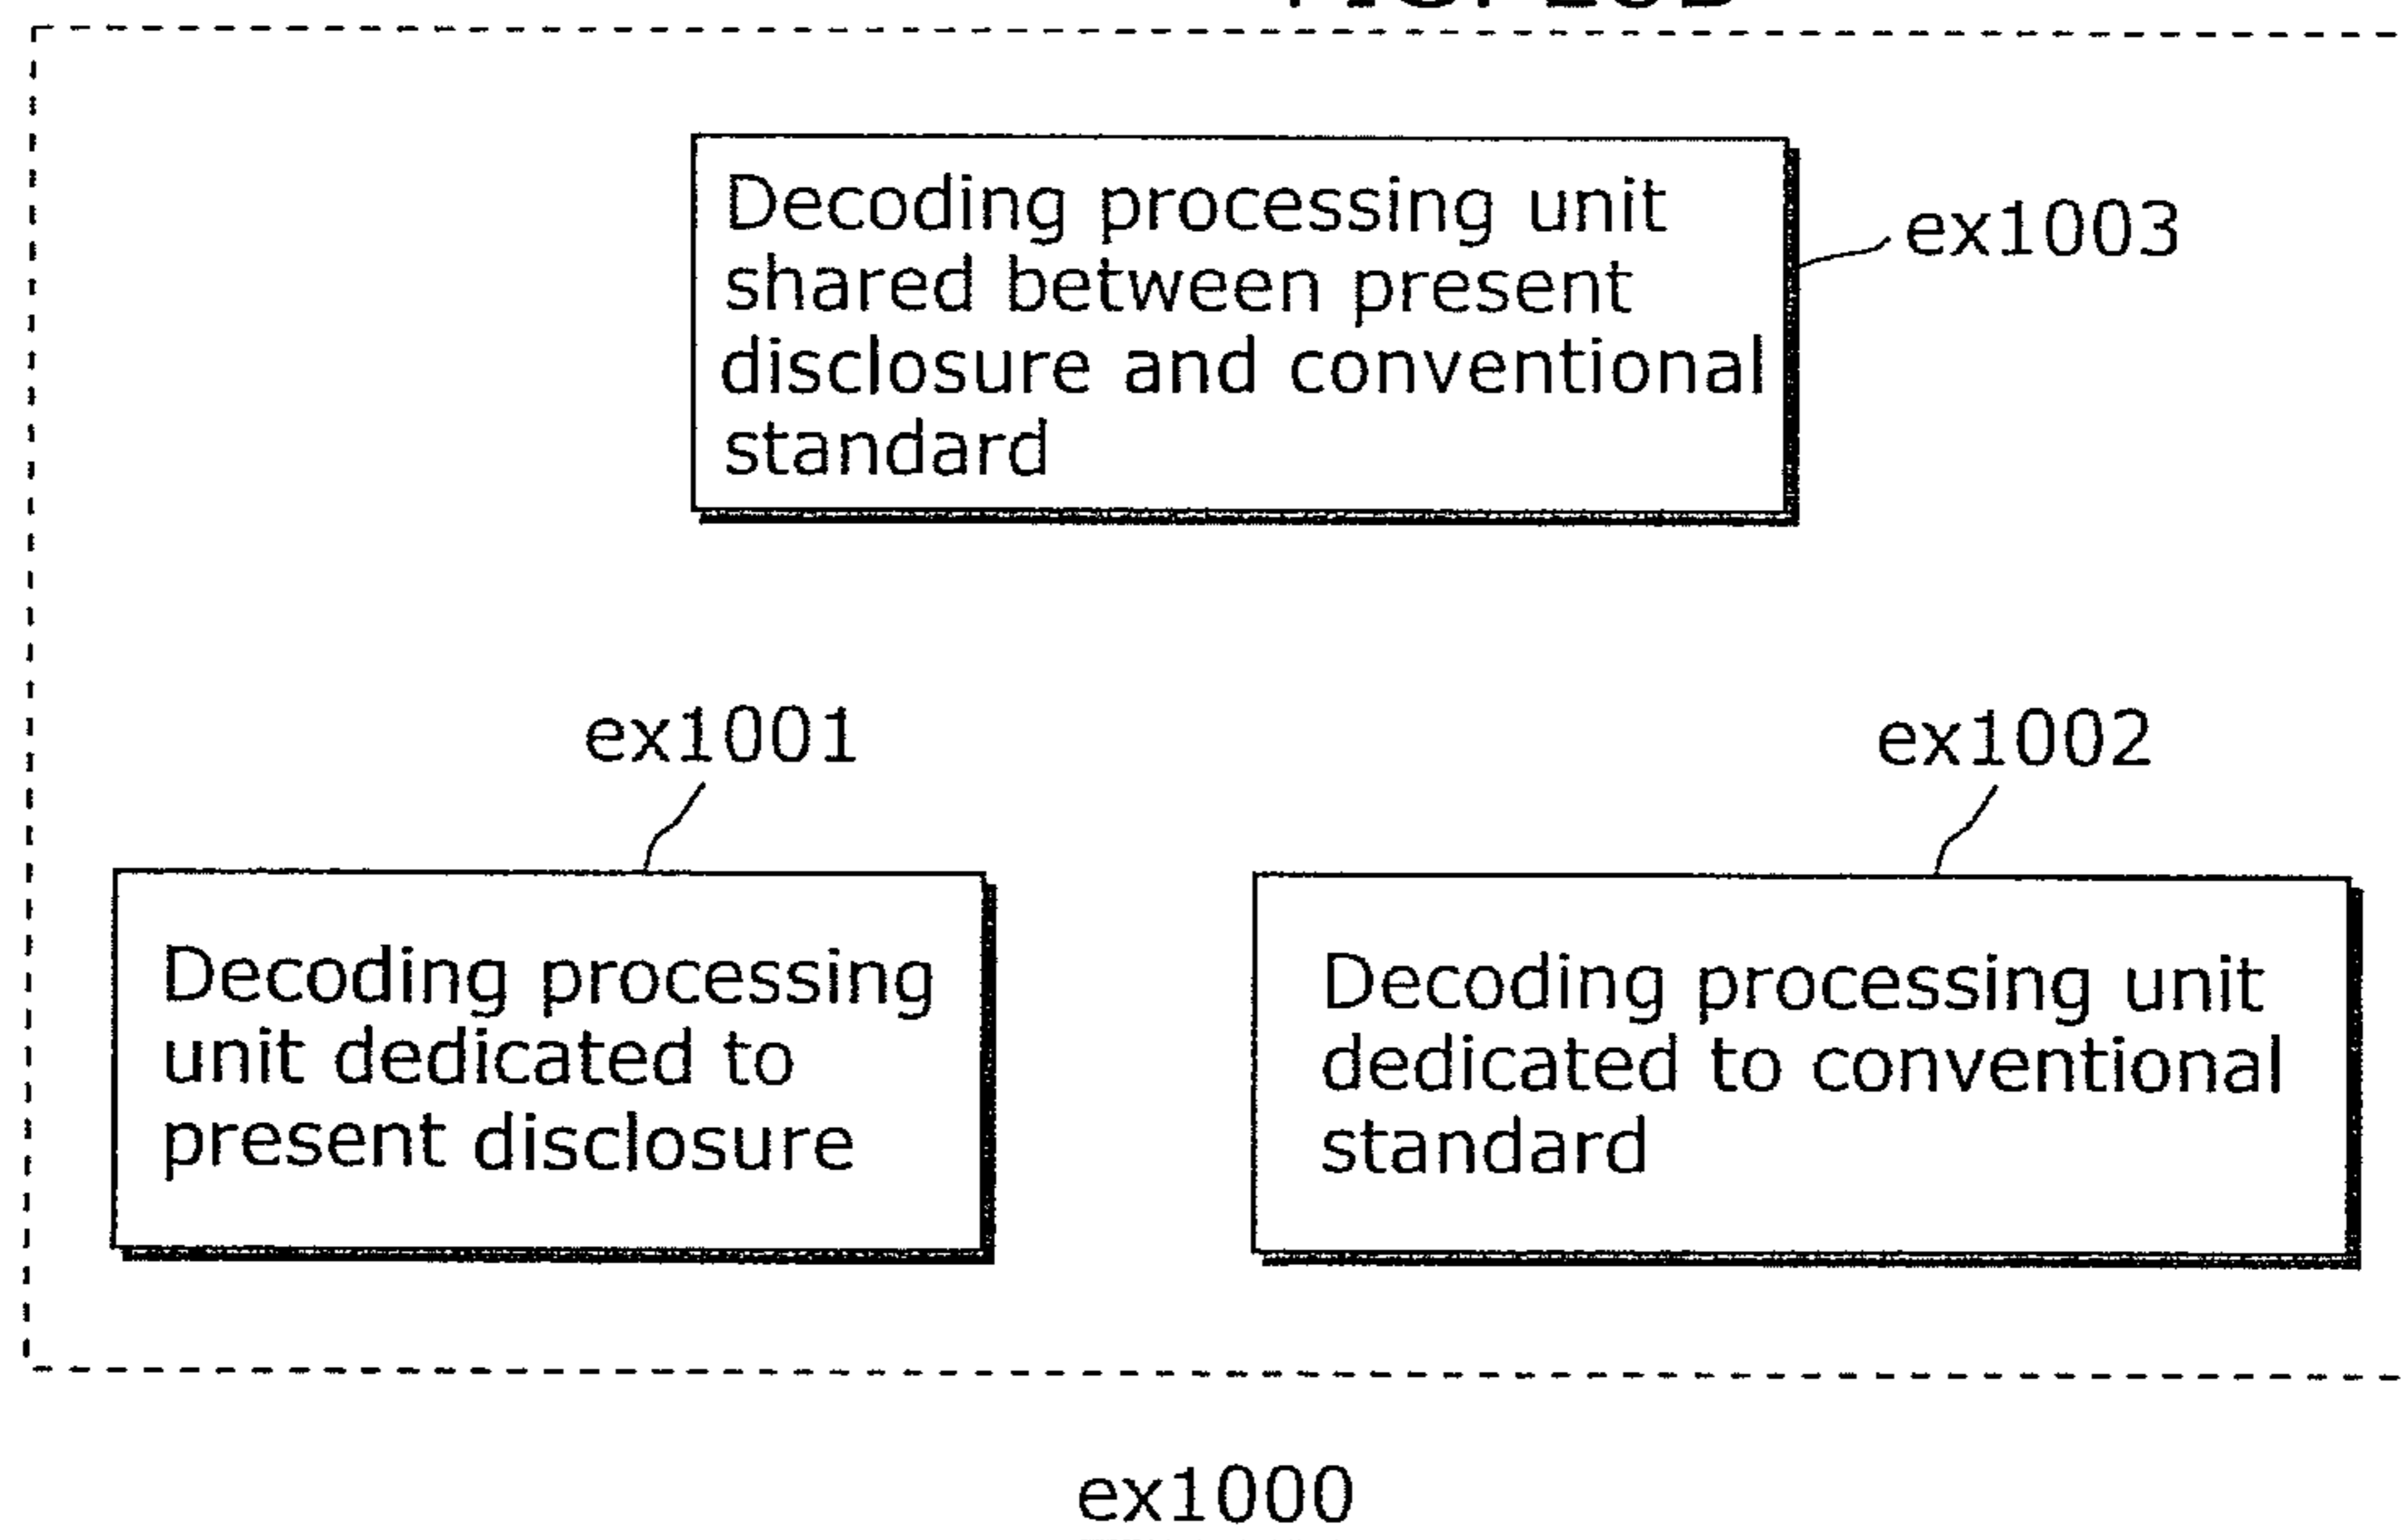 Decoding processing unit
shared between present
disclosure and conventional
standard
ex1003
ex1001
ex1002
Decoding processing
unit dedicated to
present disclosure
Decoding processing unit
dedicated to conventional
standard
ex1000